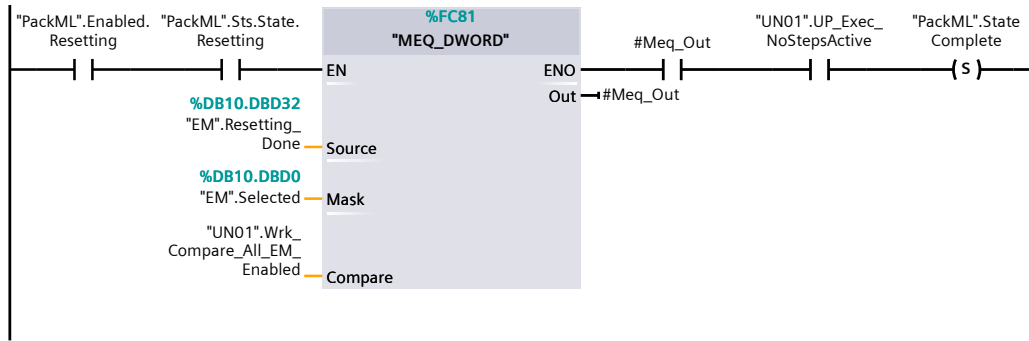 "PackML".Enabled.
Resetting
"PackML".Sts.State.
Resetting
%FC81
"MEQ_DWORD"
#Meq_Out
"UN01".UP_Exec_
NoStepsActive
"PackML".State
Complete
S
EN
ENO
Out
#Meq_Out
%DB10.DBD32
"EM".Resetting_
Done
Source
%DB10.DBD0
"EM".Selected
Mask
"UN01".Wrk_
Compare_All_EM_
Enabled
Compare